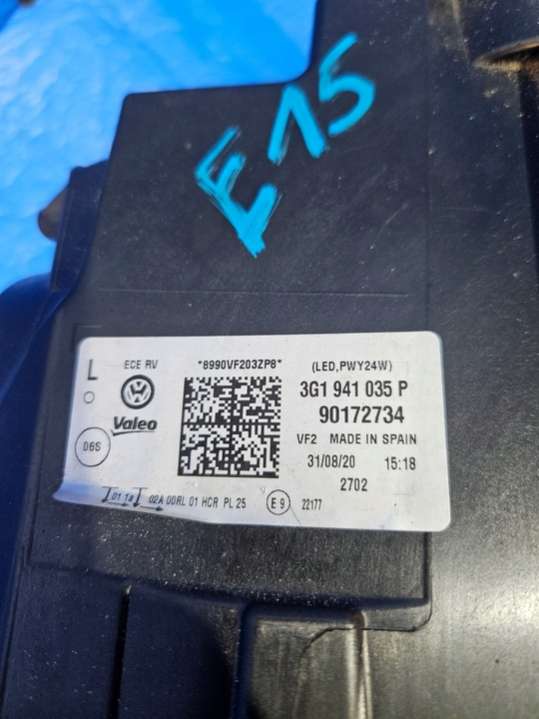 E15
L
ECE RV
*8990VF203ZP8*
(LED,PWY24W)
3G1 941 035 P
Valeo
90172734
VF2 MADE IN SPAIN
06S
31/08/20 15:18
2702
02A 00RL 01 HCR PL 25
E9
22177